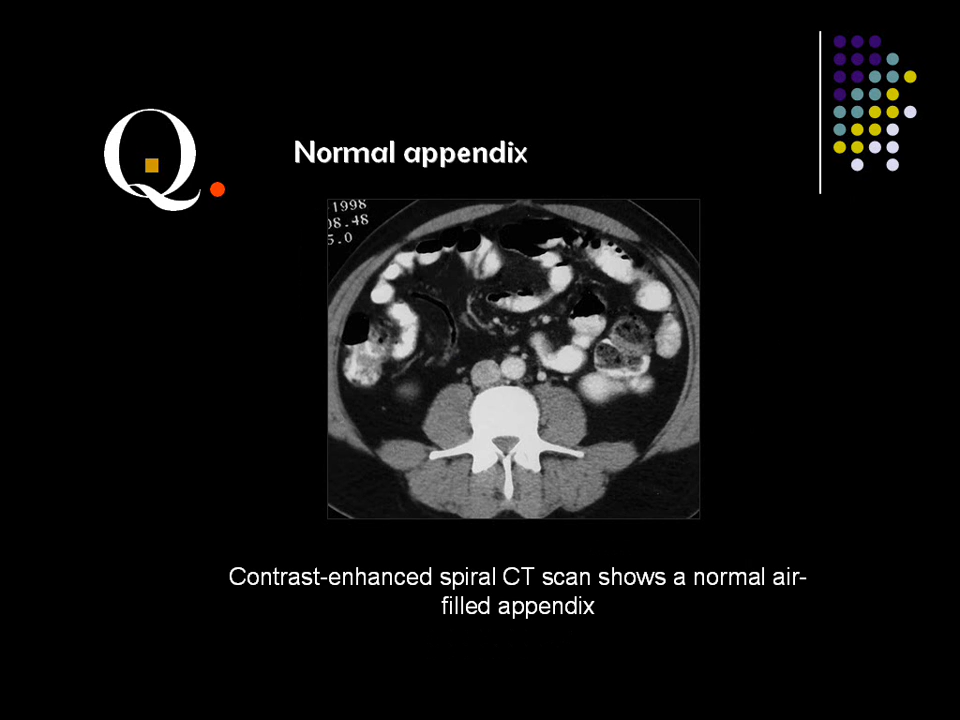 Q.
Normal appendix
1998
08.48
5.0
Contrast-enhanced spiral CT scan shows a normal air-
filled appendix